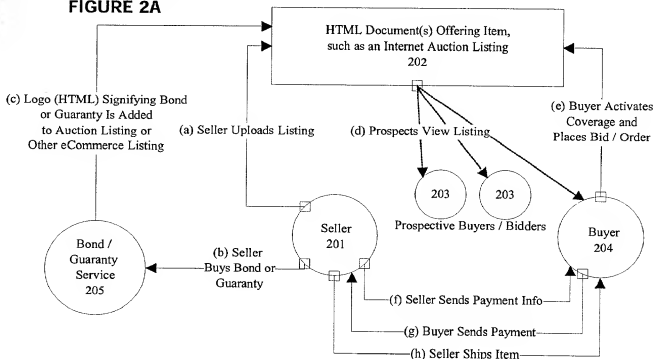 FIGURE 2A
HTML Document(s) Offering Item,
such as an Internet Auction Listing
202
(c) Logo (HTML) Signifying Bond
or Guaranty Is Added
to Auction Listing or
Other eCommerce Listing
(a) Seller Uploads Listing
(d) Prospects View Listing
(e) Buyer Activates
Coverage and
Places Bid / Order
203
203
Prospective Buyers / Bidders
Seller
201
Buyer
204
Bond /
Guaranty
Service
205
(b) Seller
Buys Bond or
Guaranty
(f) Seller Sends Payment Info
(g) Buyer Sends Payment
(h) Seller Ships Item